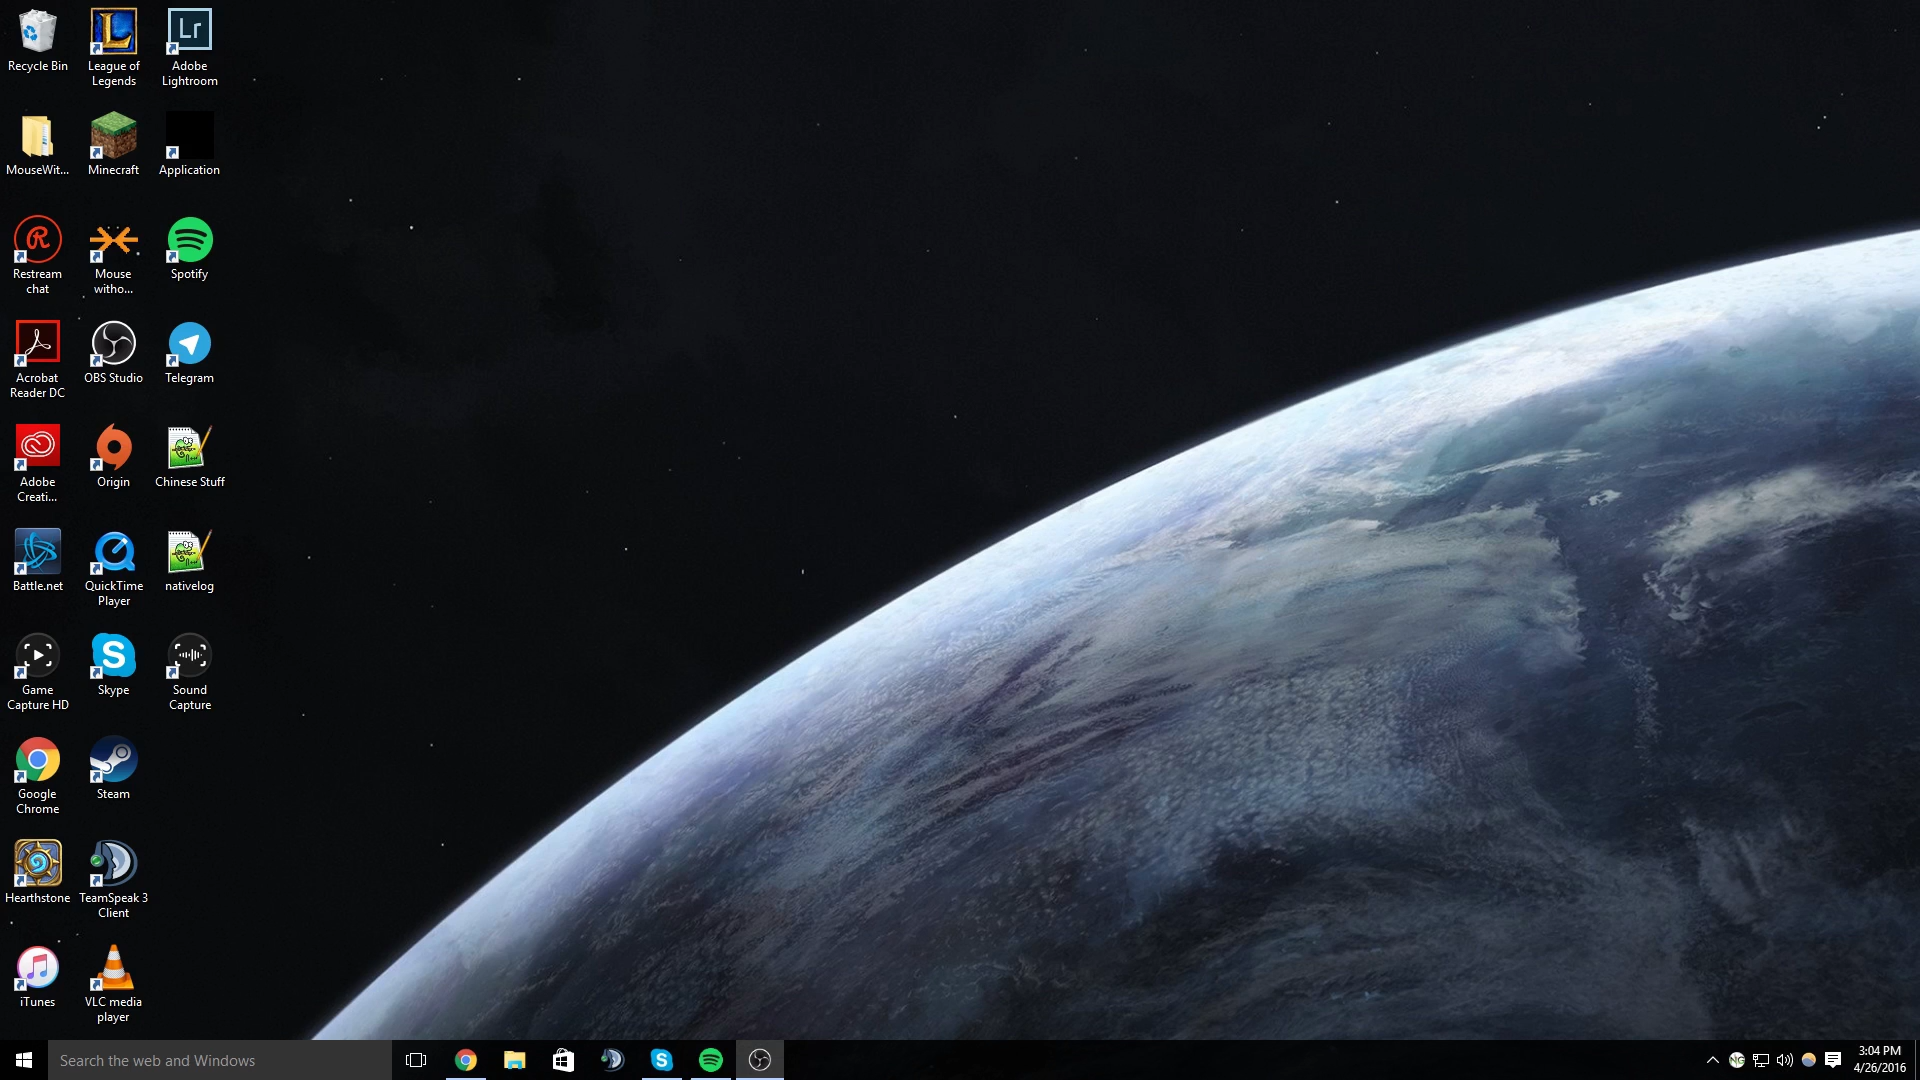 Recycle Bin
League of
Legends
Lr
Adobe
Lightroom
MouseWit...
Minecraft
Application
Restream
chat
Mouse
witho...
Spotify
Acrobat
Reader DC
OBS Studio
Telegram
Adobe
Creati...
Origin
Chinese Stuff
Battle.net
QuickTime
Player
nativelog
Game
Capture HD
Skype
Sound
Capture
Google
Chrome
Steam
Hearthstone
TeamSpeak 3
Client
iTunes
VLC media
player
Search the web and Windows
3:04 PM
4/26/2016